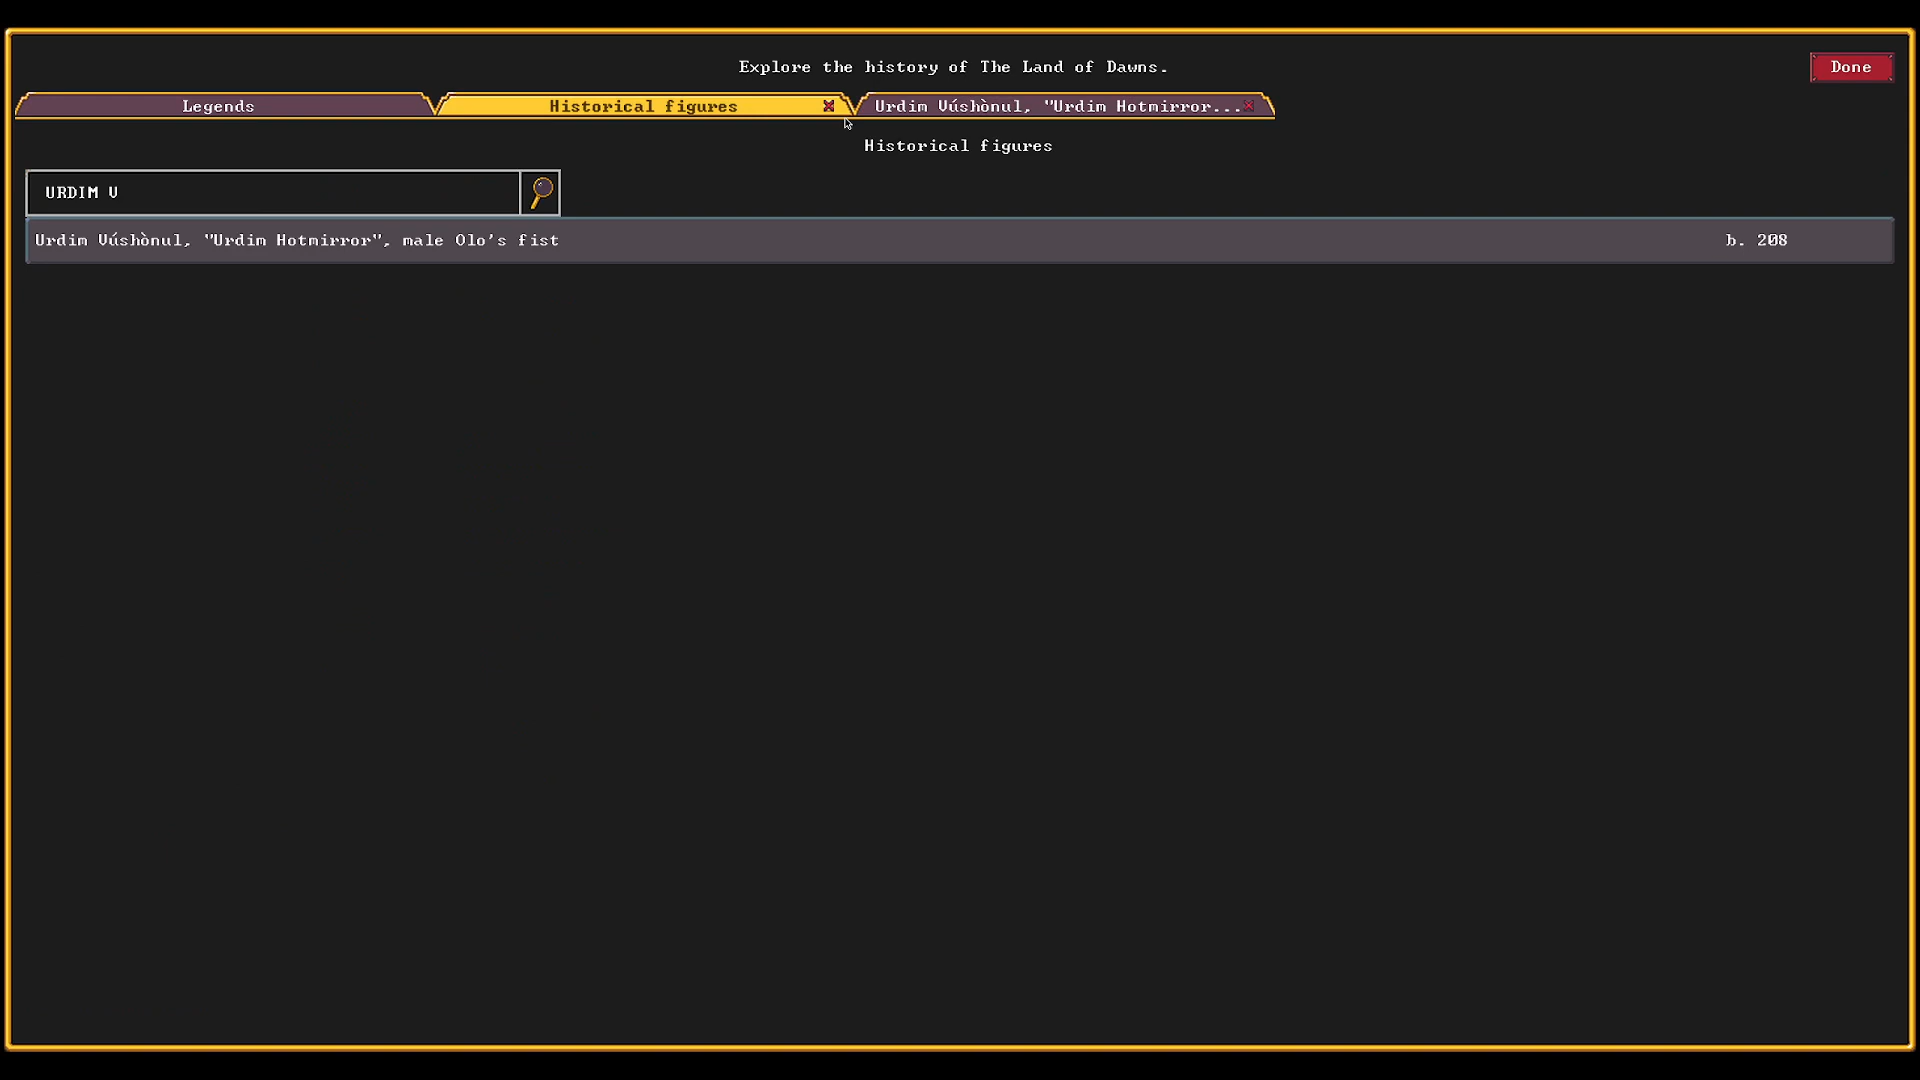 Explore the history of The Land of Dawns.
Done
Legends
Historical figures
Urdim Vúshònul, "Urdim Hotmirror...
Historical figures
URDIM V
Urdim Vúshònul, "Urdim Hotmirror", male Olo's fist
b. 208